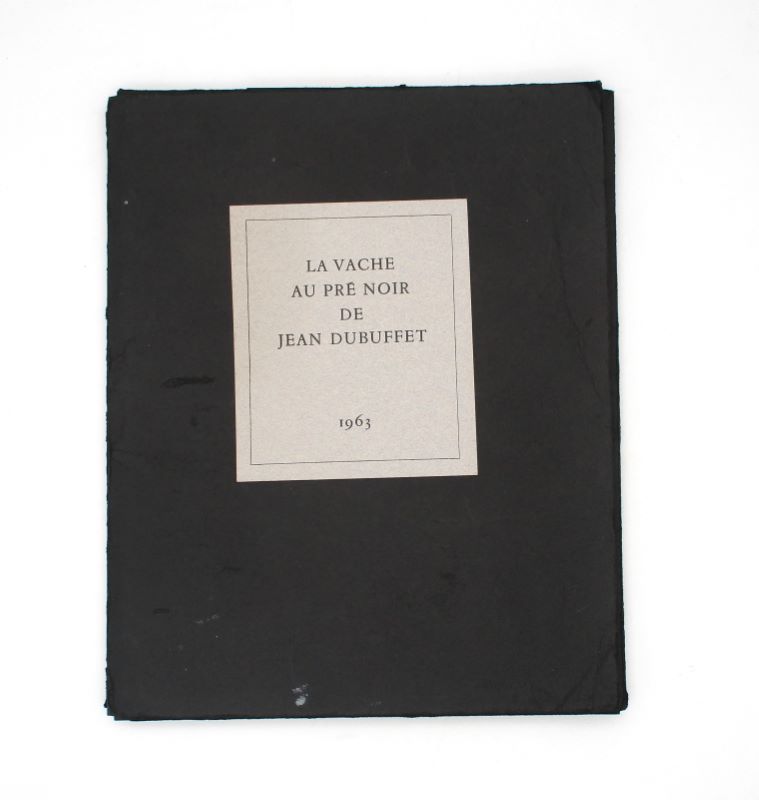 LA VACHE
AU PRÉ NOIR
DE
JEAN DUBUFFET
1963